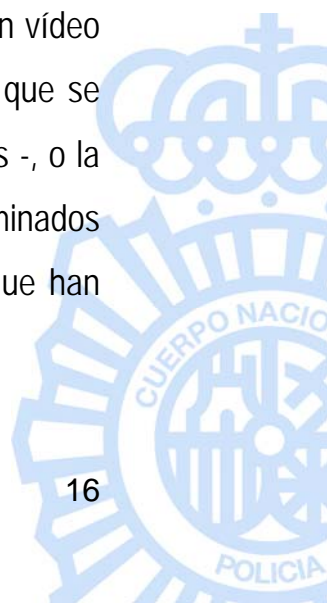 n vídeo
que se
s -, o la
minados
ue han
CUERPO NACIO
16
POLICIA